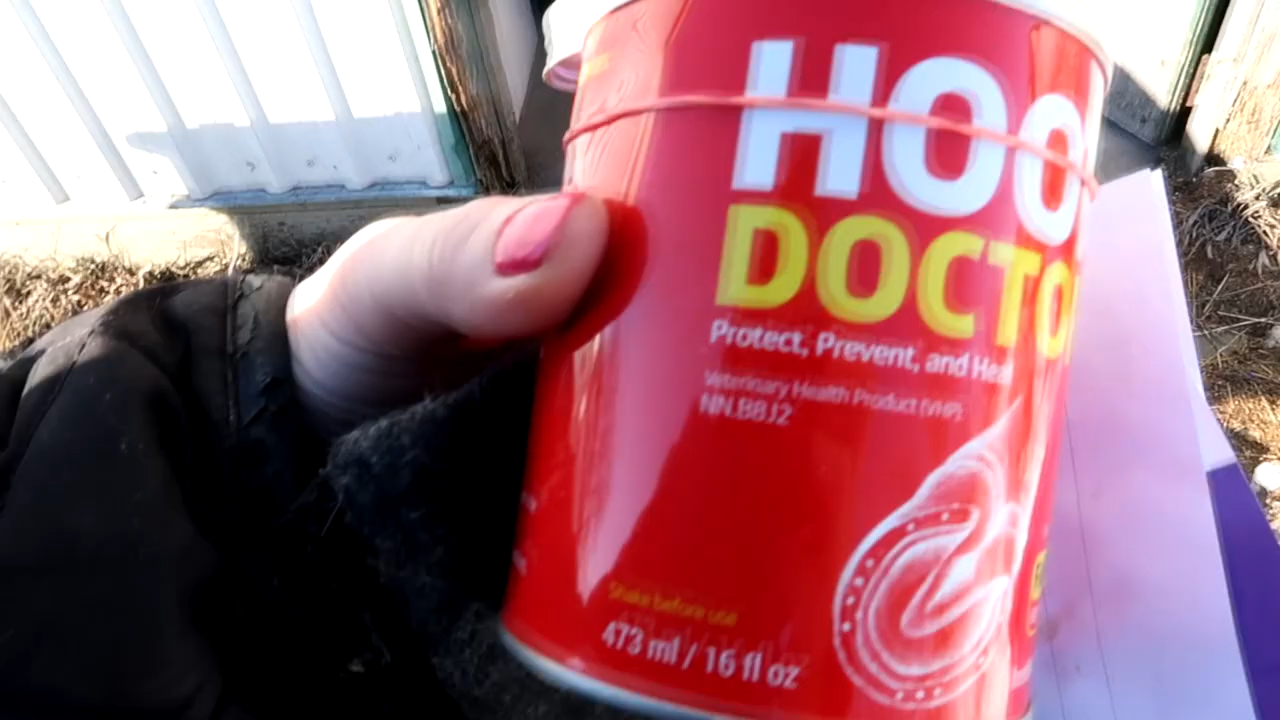 HOO
DOCTO
Protect, Prevent, and Hea
Veterinary Health Product (VHP)
NN.B8J2
Shake before use
473 ml / 16 fl oz